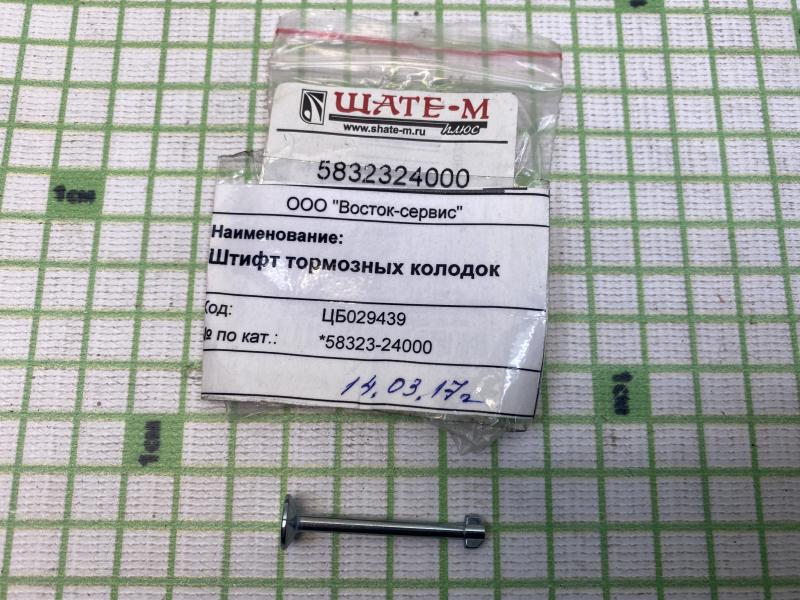 ШАТЕ-М
плюс
www.shate-m.ru
5832324000
ООО "Восток-сервис"
Наименование:
Штифт тормозных колодок
Код: ЦБ029439
№ по кат.: *58323-24000
14.03.17г
1см
1см
1см